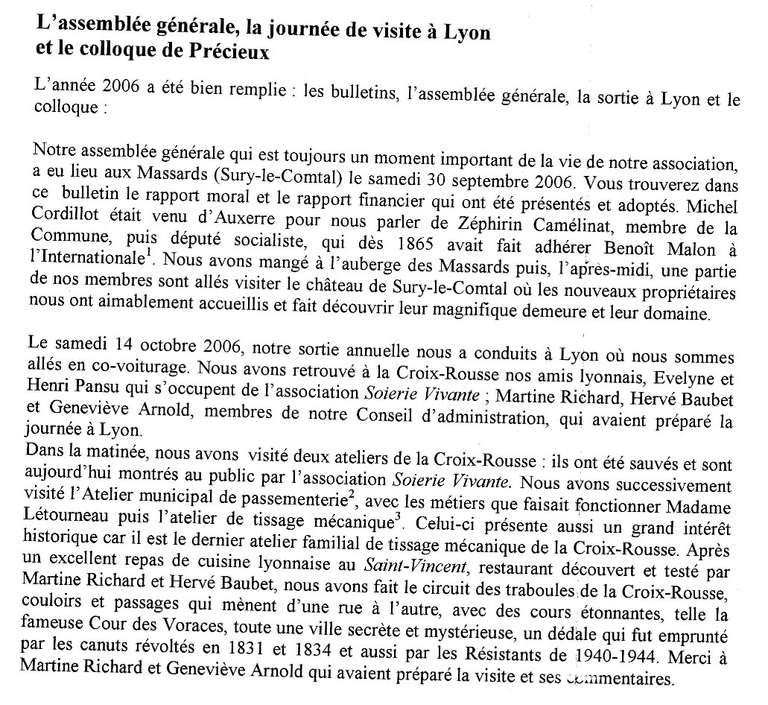 L'assemblée générale, la journée de visite à Lyon
et le colloque de Précieux
L'année 2006 a été bien remplie : les bulletins, l'assemblée générale, la sortie à Lyon et le
colloque :
Notre assemblée générale qui est toujours un moment important de la vie de notre association,
a eu lieu aux Massards (Sury-le-Comtal) le samedi 30 septembre 2006. Vous trouverez dans
ce bulletin le rapport moral et le rapport financier qui ont été présentés et adoptés. Michel
Cordillot était venu d'Auxerre pour nous parler de Zéphirin Camélinat, membre de la
Commune, puis député socialiste, qui dès 1865 avait fait adhérer Benoît Malon à
l'Internationale¹. Nous avons mangé à l'auberge des Massards puis, l'après-midi, une partie
de nos membres sont allés visiter le château de Sury-le-Comtal où les nouveaux propriétaires
nous ont aimablement accueillis et fait découvrir leur magnifique demeure et leur domaine.
Le samedi 14 octobre 2006, notre sortie annuelle nous a conduits à Lyon où nous sommes
allés en co-voiturage. Nous avons retrouvé à la Croix-Rousse nos amis lyonnais, Evelyne et
Henri Pansu qui s'occupent de l'association Soierie Vivante ; Martine Richard, Hervé Baubet
et Geneviève Arnold, membres de notre Conseil d'administration, qui avaient préparé la
journée à Lyon.
Dans la matinée, nous avons visité deux ateliers de la Croix-Rousse : ils ont été sauvés et sont
aujourd'hui montrés au public par l'association Soierie Vivante. Nous avons successivement
visité l'Atelier municipal de passementerie², avec les métiers que faisait fonctionner Madame
Létourneau puis l'atelier de tissage mécanique³. Celui-ci présente aussi un grand intérêt
historique car il est le dernier atelier familial de tissage mécanique de la Croix-Rousse. Après
un excellent repas de cuisine lyonnaise au Saint-Vincent, restaurant découvert et testé par
Martine Richard et Hervé Baubet, nous avons fait le circuit des traboules de la Croix-Rousse,
couloirs et passages qui mènent d'une rue à l'autre, avec des cours étonnantes, telle la
fameuse Cour des Voraces, toute une ville secrète et mystérieuse, un dédale qui fut emprunté
par les canuts révoltés en 1831 et 1834 et aussi par les Résistants de 1940-1944. Merci à
Martine Richard et Geneviève Arnold qui avaient préparé la visite et ses commentaires.